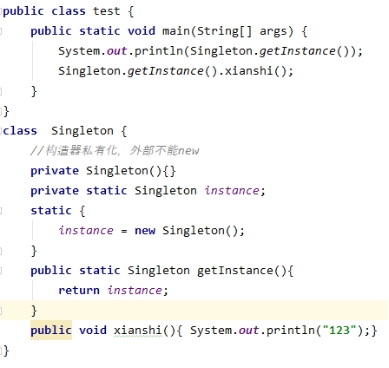 public class test {
public static void main(String[] args) {
System.out.println(Singleton.getInstance());
Singleton.getInstance().xianshi();
}
}
class  Singleton {
//构造器私有化, 外部不能new
private Singleton(){}
private static Singleton instance;
static {
instance = new Singleton();
}
public static Singleton getInstance(){
return instance;
}
public void xianshi(){ System.out.println("123");}
}